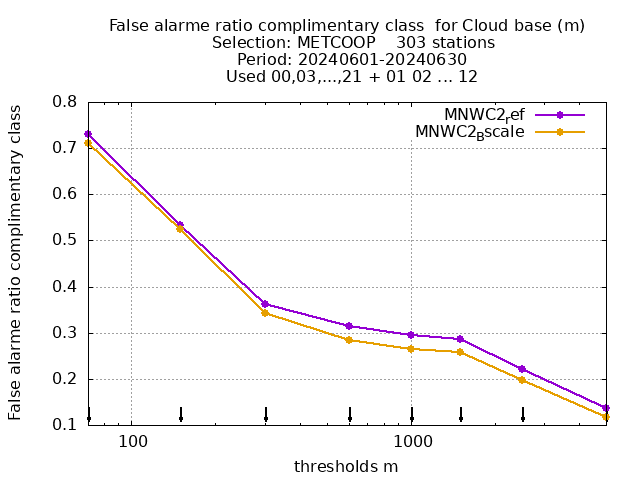 False alarme ratio complimentary class  for Cloud base (m)
Selection: METCOOP    303 stations
Period: 20240601-20240630
Used 00,03,...,21 + 01 02 ... 12
MNWC2ref
MNWC2Bscale
False alarme ratio complimentary class
0.8
0.7
0.6
0.5
0.4
0.3
0.2
0.1
100 1000
thresholds m